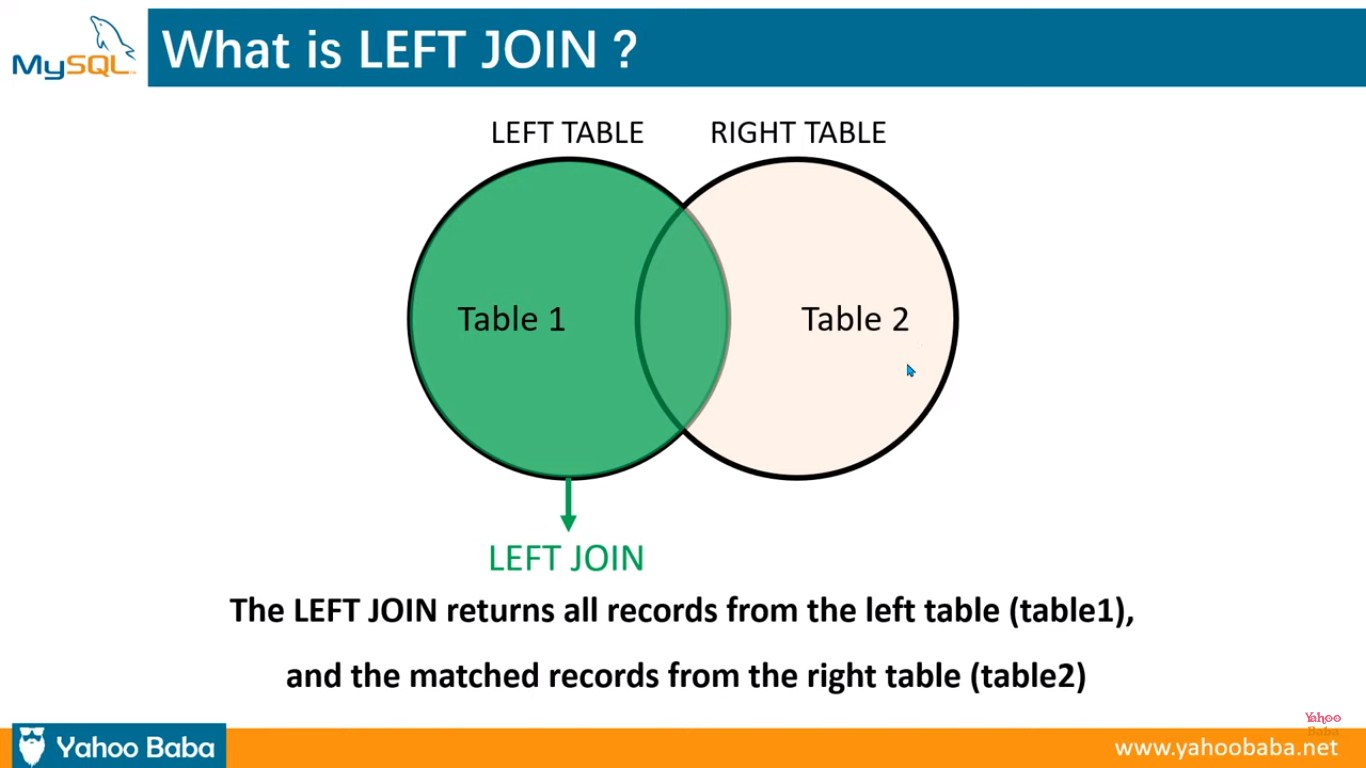 MySQL
What is LEFT JOIN ?
LEFT TABLE
RIGHT TABLE
Table 1
Table 2
LEFT JOIN
The LEFT JOIN returns all records from the left table (table1),
and the matched records from the right table (table2)
Yahoo
Baba
Yahoo Baba
www.yahoobaba.net